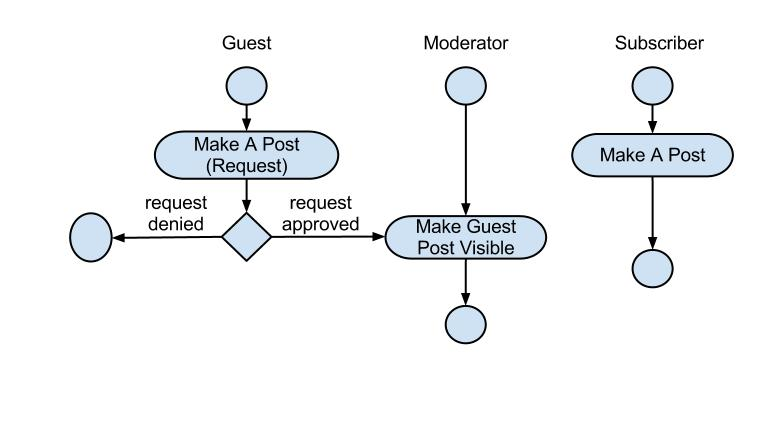 Guest
Moderator
Subscriber
Make A Post
(Request)
Make A Post
request
denied
request
approved
Make Guest
Post Visible